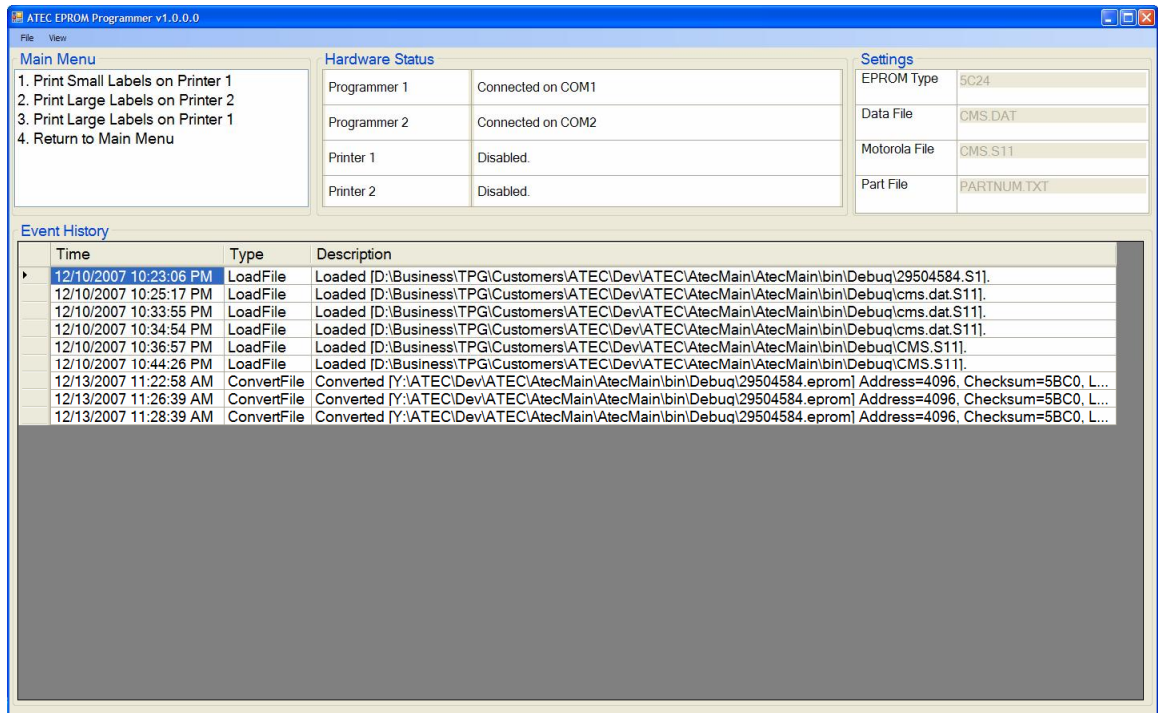 ATEC EPROM Programmer v1.0.0.0
File View
Main Menu
1. Print Small Labels on Printer 1
2. Print Large Labels on Printer 2
3. Print Large Labels on Printer 1
4. Return to Main Menu
Hardware Status
Programmer 1 Connected on COM1
Programmer 2 Connected on COM2
Printer 1 Disabled.
Printer 2 Disabled.
Settings
EPROM Type 5C24
Data File CMS.DAT
Motorola File CMS.S11
Part File PARTNUM.TXT
Event History
Time Type Description
12/10/2007 10:23:06 PM LoadFile Loaded [D:\Business\TPG\Customers\ATEC\Dev\ATEC\AtecMain\AtecMain\bin\Debug\29504584.S1].
12/10/2007 10:25:17 PM LoadFile Loaded [D:\Business\TPG\Customers\ATEC\Dev\ATEC\AtecMain\AtecMain\bin\Debug\cms.dat.S11].
12/10/2007 10:33:55 PM LoadFile Loaded [D:\Business\TPG\Customers\ATEC\Dev\ATEC\AtecMain\AtecMain\bin\Debug\cms.dat.S11].
12/10/2007 10:34:54 PM LoadFile Loaded [D:\Business\TPG\Customers\ATEC\Dev\ATEC\AtecMain\AtecMain\bin\Debug\cms.dat.S11].
12/10/2007 10:36:57 PM LoadFile Loaded [D:\Business\TPG\Customers\ATEC\Dev\ATEC\AtecMain\AtecMain\bin\Debug\CMS.S11].
12/10/2007 10:44:26 PM LoadFile Loaded [D:\Business\TPG\Customers\ATEC\Dev\ATEC\AtecMain\AtecMain\bin\Debug\CMS.S11].
12/13/2007 11:22:58 AM ConvertFile Converted [Y:\ATEC\Dev\ATEC\AtecMain\AtecMain\bin\Debug\29504584.eprom] Address=4096, Checksum=5BC0, L...
12/13/2007 11:26:39 AM ConvertFile Converted [Y:\ATEC\Dev\ATEC\AtecMain\AtecMain\bin\Debug\29504584.eprom] Address=4096, Checksum=5BC0, L...
12/13/2007 11:28:39 AM ConvertFile Converted [Y:\ATEC\Dev\ATEC\AtecMain\AtecMain\bin\Debug\29504584.eprom] Address=4096, Checksum=5BC0, L...